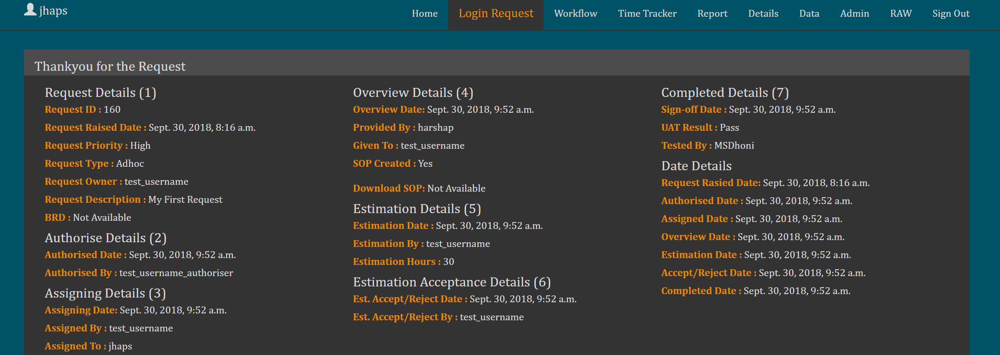 jhaps
Home Login Request Workflow Time Tracker Report Details Data Admin RAW Sign Out
Thankyou for the Request
Request Details (1)
Request ID : 160
Request Raised Date : Sept. 30, 2018, 8:16 a.m.
Request Priority : High
Request Type : Adhoc
Request Owner : test_username
Request Description : My First Request
BRD : Not Available
Authorise Details (2)
Authorised Date : Sept. 30, 2018, 9:52 a.m.
Authorised By : test_username_authoriser
Assigning Details (3)
Assigning Date: Sept. 30, 2018, 9:52 a.m.
Assigned By : test_username
Assigned To : jhaps
Overview Details (4)
Overview Date: Sept. 30, 2018, 9:52 a.m.
Provided By : harshap
Given To : test_username
SOP Created : Yes
Download SOP: Not Available
Estimation Details (5)
Estimation Date : Sept. 30, 2018, 9:52 a.m.
Estimation By : test_username
Estimation Hours : 30
Estimation Acceptance Details (6)
Est. Accept/Reject Date : Sept. 30, 2018, 9:52 a.m.
Est. Accept/Reject By : test_username
Completed Details (7)
Sign-off Date : Sept. 30, 2018, 9:52 a.m.
UAT Result : Pass
Tested By : MSDhoni
Date Details
Request Rasied Date: Sept. 30, 2018, 8:16 a.m.
Authorised Date : Sept. 30, 2018, 9:52 a.m.
Assigned Date : Sept. 30, 2018, 9:52 a.m.
Overview Date : Sept. 30, 2018, 9:52 a.m.
Estimation Date : Sept. 30, 2018, 9:52 a.m.
Accept/Reject Date : Sept. 30, 2018, 9:52 a.m.
Completed Date : Sept. 30, 2018, 9:52 a.m.